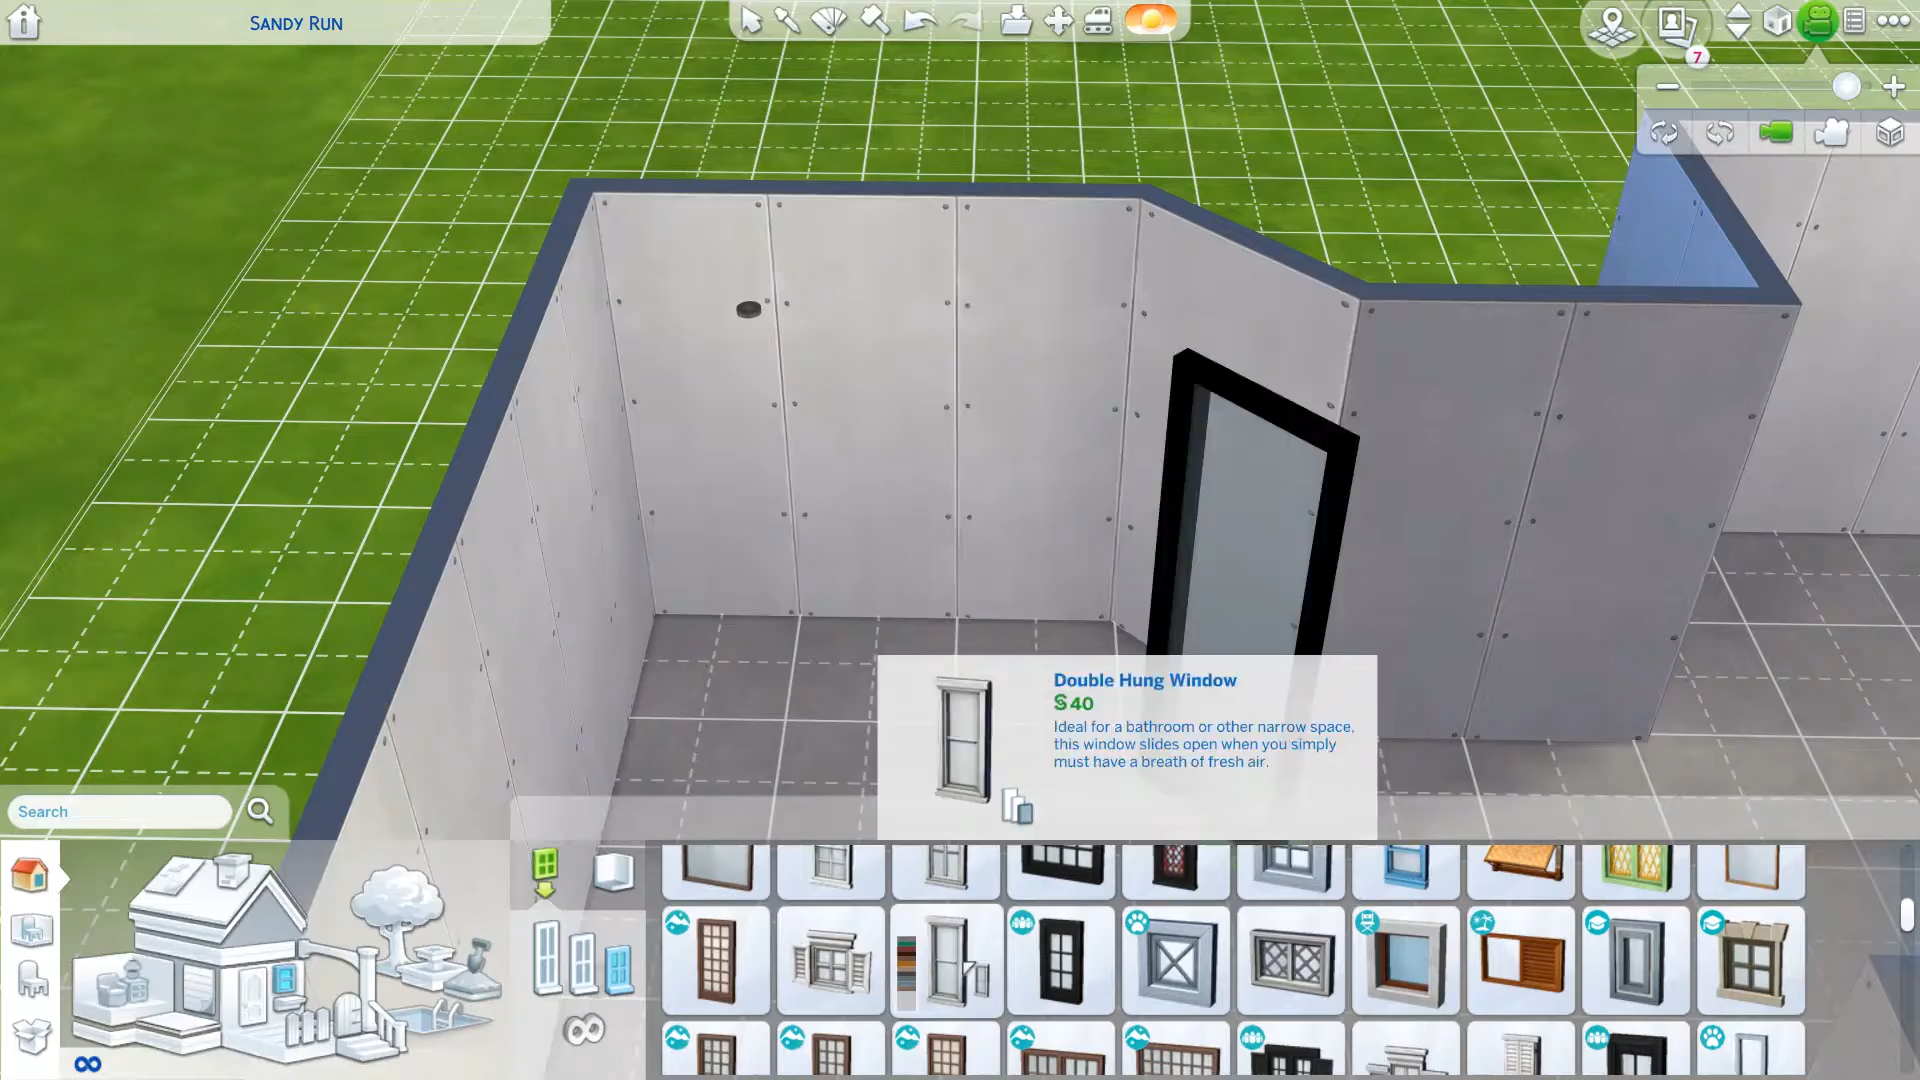 SANDY RUN
7
Double Hung Window
§40
Ideal for a bathroom or other narrow space,
this window slides open when you simply
must have a breath of fresh air.
Search